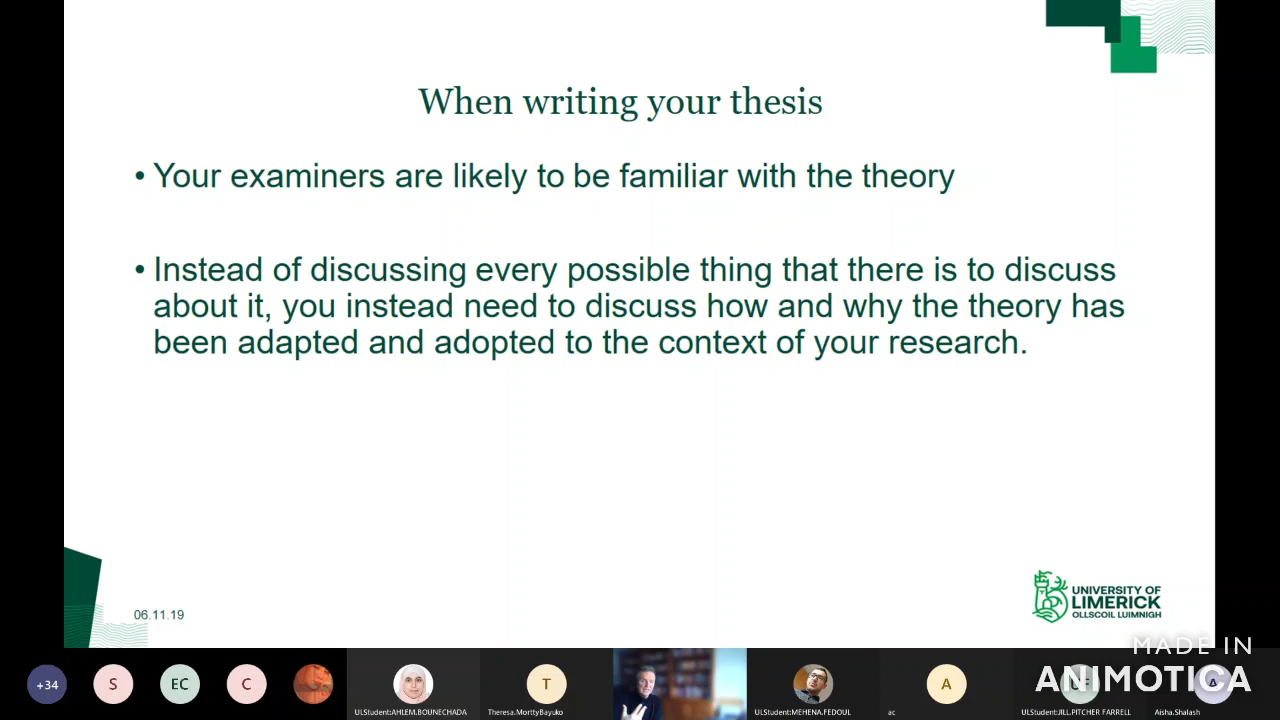 When writing your thesis
• Your examiners are likely to be familiar with the theory
• Instead of discussing every possible thing that there is to discuss
about it, you instead need to discuss how and why the theory has
been adapted and adopted to the context of your research.
06.11.19
UNIVERSITY OF
LIMERICK
OLLSCOIL LUIMNIGH
MADE IN
ANIMOTICA
+34
S
EC
C
T
A
A
ULStudent:AHLEM.BOUNECHADA
Theresa.MorttyBayuko
ULStudent:MEHENA.FEDOUL
ac
ULStudent:JILL.PITCHER FARRELL
Aisha.Shalash